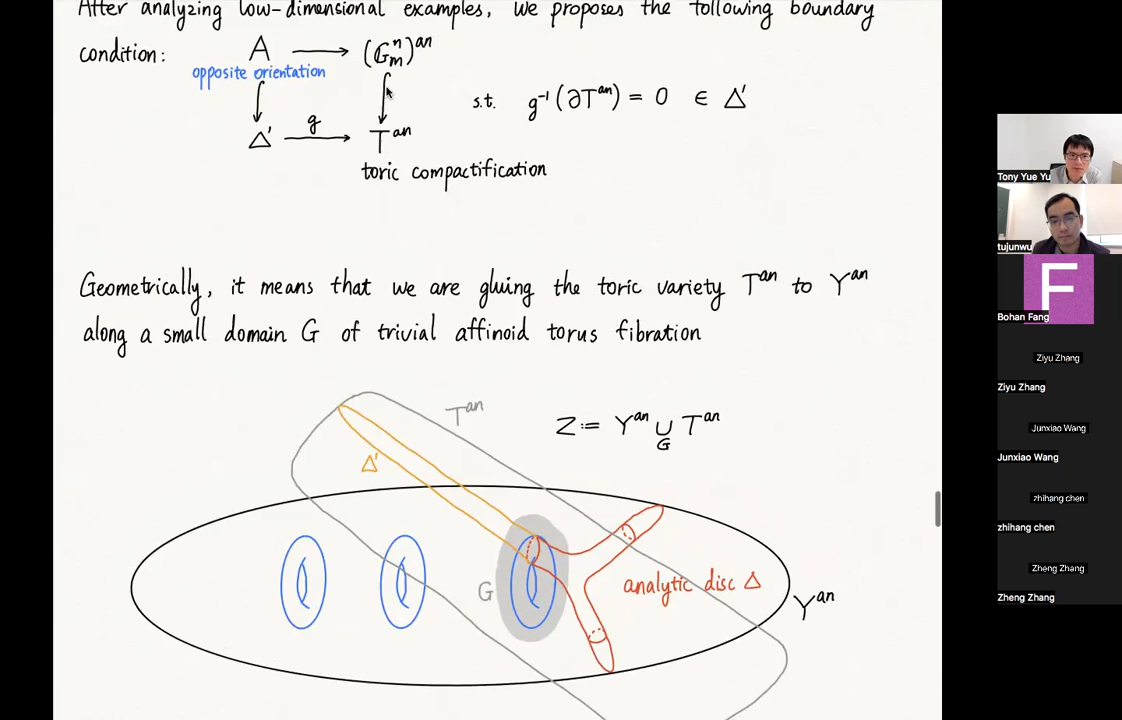 After analyzing low-dimensional examples, we proposes the following boundary
condition: A → (G_m^n)^an
opposite orientation
s.t. g⁻¹(∂T^an) = 0 ∈ Δ'
Δ' g → T^an
toric compactification
Geometrically, it means that we are gluing the toric variety T^an to Y^an
along a small domain G of trivial affinoid torus fibration
T^an
Z := Y^an ∪_G T^an
Δ'
G
analytic disc Δ
Y^an
Tony Yue Yu
tujunwu
F
Bohan Fang
Ziyu Zhang
Ziyu Zhang
Junxiao Wang
Junxiao Wang
zhihang chen
zhihang chen
Zheng Zhang
Zheng Zhang